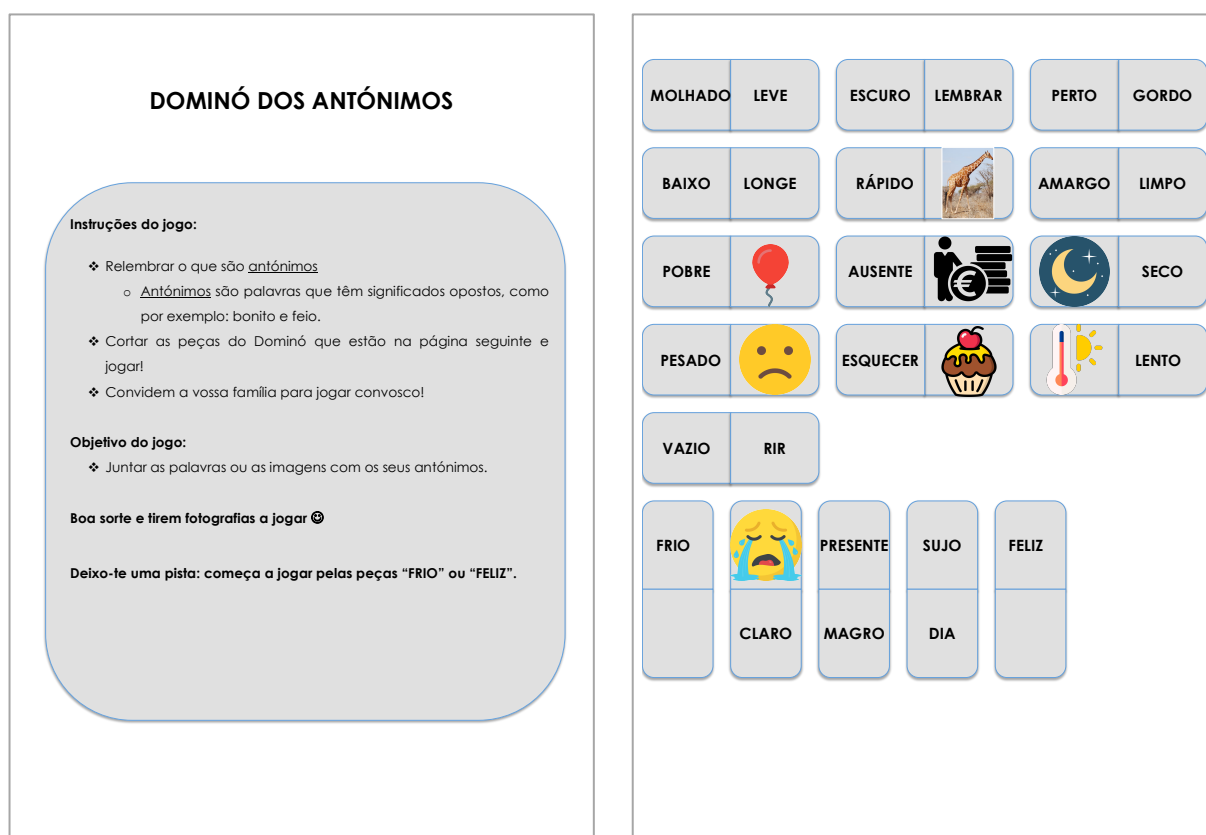 DOMINÓ DOS ANTÓNIMOS
Instruções do jogo:
❖ Relembrar o que são antónimos
o Antónimos são palavras que têm significados opostos, como
por exemplo: bonito e feio.
❖ Cortar as peças do Dominó que estão na página seguinte e
jogar!
❖ Convidem a vossa família para jogar convosco!
Objetivo do jogo:
❖ Juntar as palavras ou as imagens com os seus antónimos.
Boa sorte e tirem fotografias a jogar ☺
Deixo-te uma pista: começa a jogar pelas peças “FRIO” ou “FELIZ”.
MOLHADO LEVE ESCURO LEMBRAR PERTO GORDO
BAIXO LONGE RÁPIDO AMARGO LIMPO
POBRE AUSENTE € SECO
PESADO ESQUECER LENTO
VAZIO RIR
FRIO PRESENTE SUJO FELIZ
CLARO MAGRO DIA